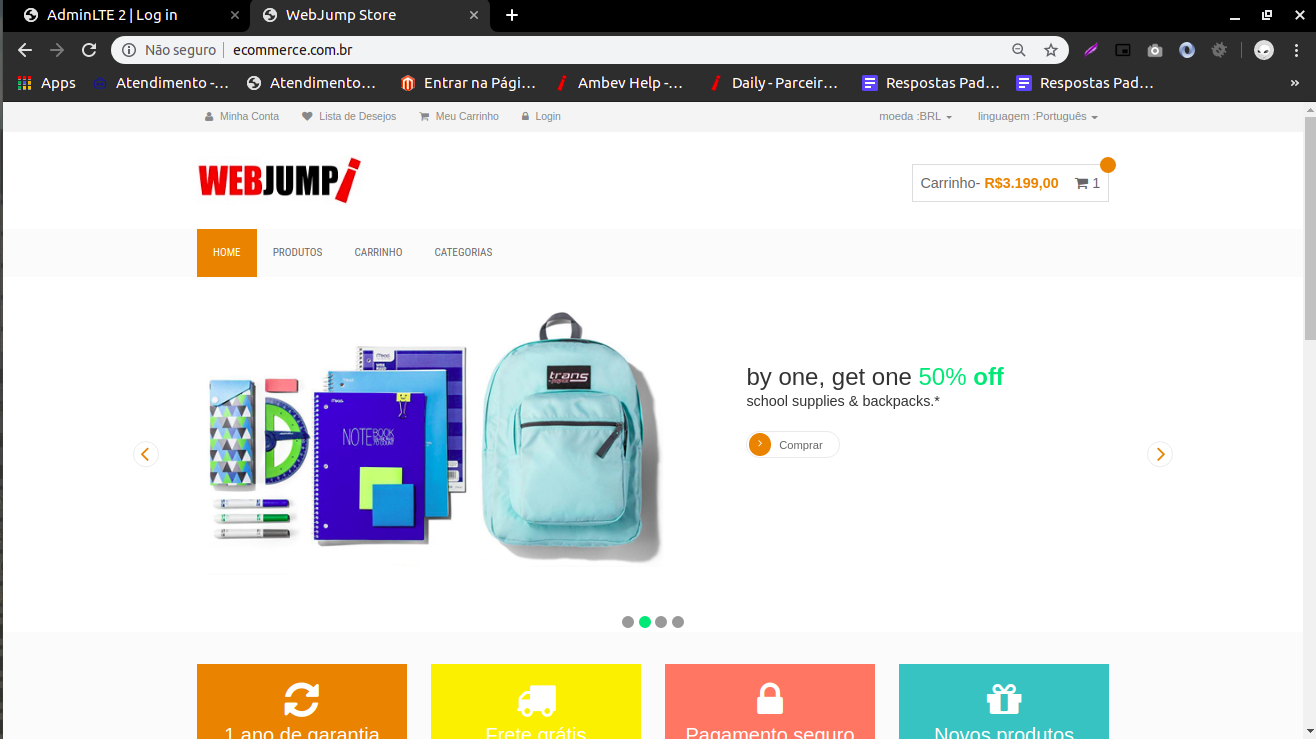 AdminLTE 2 | Log in
WebJump Store
Não seguro
ecommerce.com.br
Apps
Atendimento -...
Atendimento...
Entrar na Pági...
Ambev Help -...
Daily - Parceir...
Respostas Pad...
Respostas Pad...
Minha Conta
Lista de Desejos
Meu Carrinho
Login
moeda :BRL
linguagem :Português
WEBJUMP!
Carrinho- R$3.199,00
1
HOME
PRODUTOS
CARRINHO
CATEGORIAS
NOTEBOOK
trans
by one, get one 50% off
school supplies & backpacks.*
Comprar
1 ano de garantia
Frete grátis
Pagamento seguro
Novos produtos